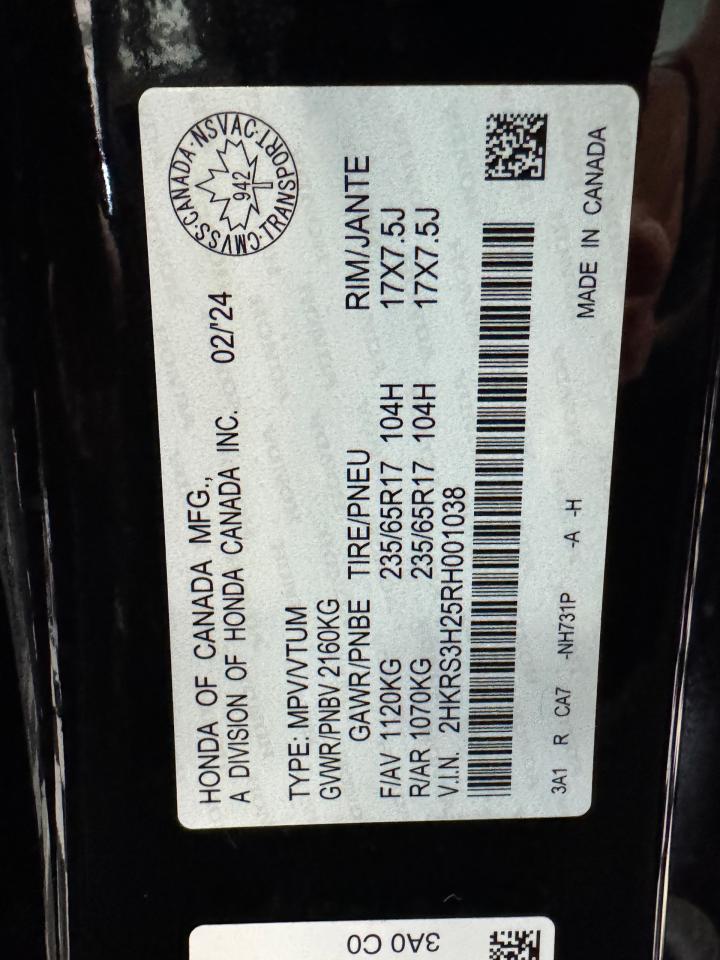 HONDA OF CANADA MFG.,
A DIVISION OF HONDA CANADA INC. 02/'24
CMVSS·CANADA·NSVAC·TRANSPORT
942
TYPE: MPV/VTUM
GVWR/PNBV 2160KG
GAWR/PNBE TIRE/PNEU RIM/JANTE
F/AV 1120KG 235/65R17 104H 17X7.5J
R/AR 1070KG 235/65R17 104H 17X7.5J
V.I.N. 2HKRS3H25RH001038
3A1 R CA7 -NH731P -A -H MADE IN CANADA
3A0 C0